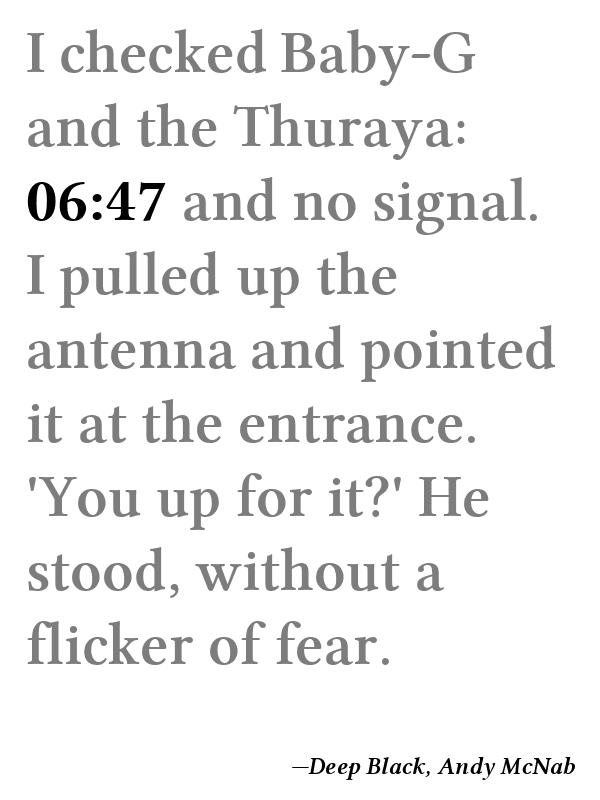 I checked Baby-G
and the Thuraya:
06:47 and no signal.
I pulled up the
antenna and pointed
it at the entrance.
'You up for it?' He
stood, without a
flicker of fear.
—Deep Black, Andy McNab